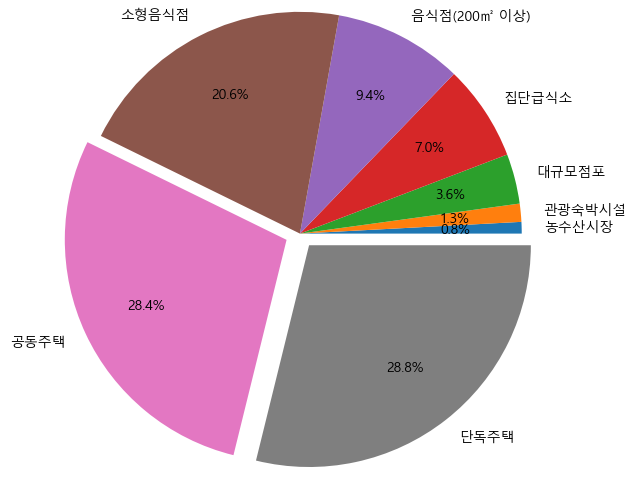 소형음식점
음식점(200㎡ 이상)
집단급식소
대규모점포
관광숙박시설
농수산시장
공동주택
단독주택
20.6%
9.4%
7.0%
3.6%
1.3%
0.8%
28.4%
28.8%